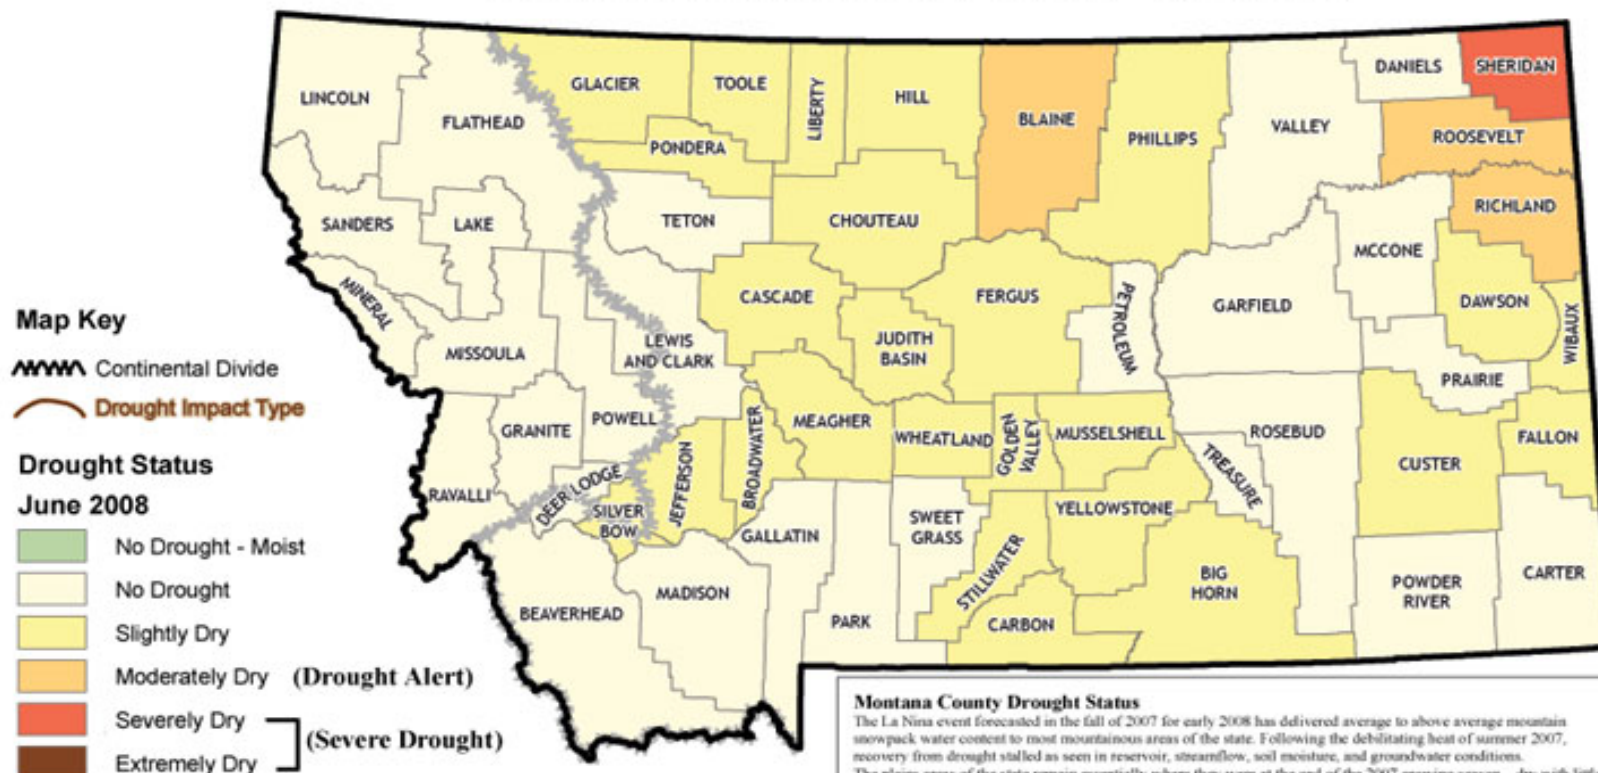 LINCOLN
FLATHEAD
GLACIER
TOOLE
LIBERTY
HILL
BLAINE
PHILLIPS
VALLEY
DANIELS
SHERIDAN
PONDERA
ROOSEVELT
SANDERS
LAKE
TETON
CHOUTEAU
RICHLAND
MCCONE
MINERAL
CASCADE
FERGUS
PETROLEUM
GARFIELD
DAWSON
WIBAUX
MISSOULA
LEWIS
AND CLARK
JUDITH
BASIN
PRAIRIE
GRANITE
POWELL
MEAGHER
WHEATLAND
GOLDEN
VALLEY
MUSSELSHELL
ROSEBUD
FALLON
CUSTER
TREASURE
RAVALLI
DEER LODGE
SILVER
BOW
JEFFERSON
BROADWATER
GALLATIN
SWEET
GRASS
STILLWATER
YELLOWSTONE
BIG
HORN
POWDER
RIVER
CARTER
BEAVERHEAD
MADISON
PARK
CARBON
Map Key
Continental Divide
Drought Impact Type
Drought Status
June 2008
No Drought - Moist
No Drought
Slightly Dry
Moderately Dry (Drought Alert)
Severely Dry
(Severe Drought)
Extremely Dry
Montana County Drought Status
The La Nina event forecasted in the fall of 2007 for early 2008 has delivered average to above average mountain
snowpack water content to most mountainous areas of the state. Following the debilitating heat of summer 2007,
recovery from drought stalled as seen in reservoir, streamflow, soil moisture, and groundwater conditions.